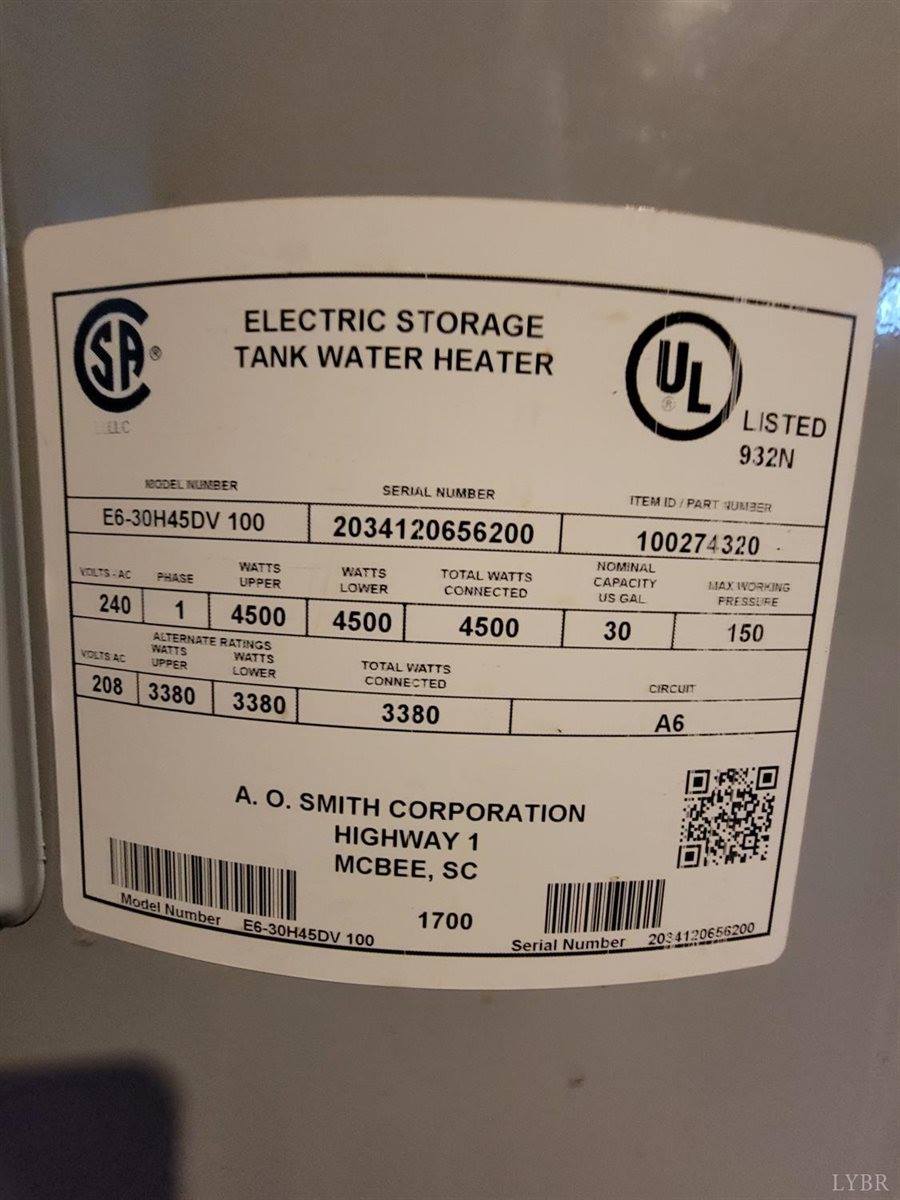 SA ®
ELECTRIC STORAGE
TANK WATER HEATER
UL ®
LISTED
932N
MODEL NUMBER SERIAL NUMBER ITEM ID / PART NUMBER
E6-30H45DV 100 2034120656200 100274320
VOLTS - AC PHASE WATTS UPPER WATTS LOWER TOTAL WATTS CONNECTED NOMINAL CAPACITY US GAL. MAX WORKING PRESSURE
240 1 4500 4500 4500 30 150
ALTERNATE RATINGS
VOLTS AC WATTS UPPER WATTS LOWER TOTAL WATTS CONNECTED CIRCUIT
208 3380 3380 3380 A6
A. O. SMITH CORPORATION
HIGHWAY 1
MCBEE, SC
1700
Model Number E6-30H45DV 100
Serial Number 2034120656200
LYBR